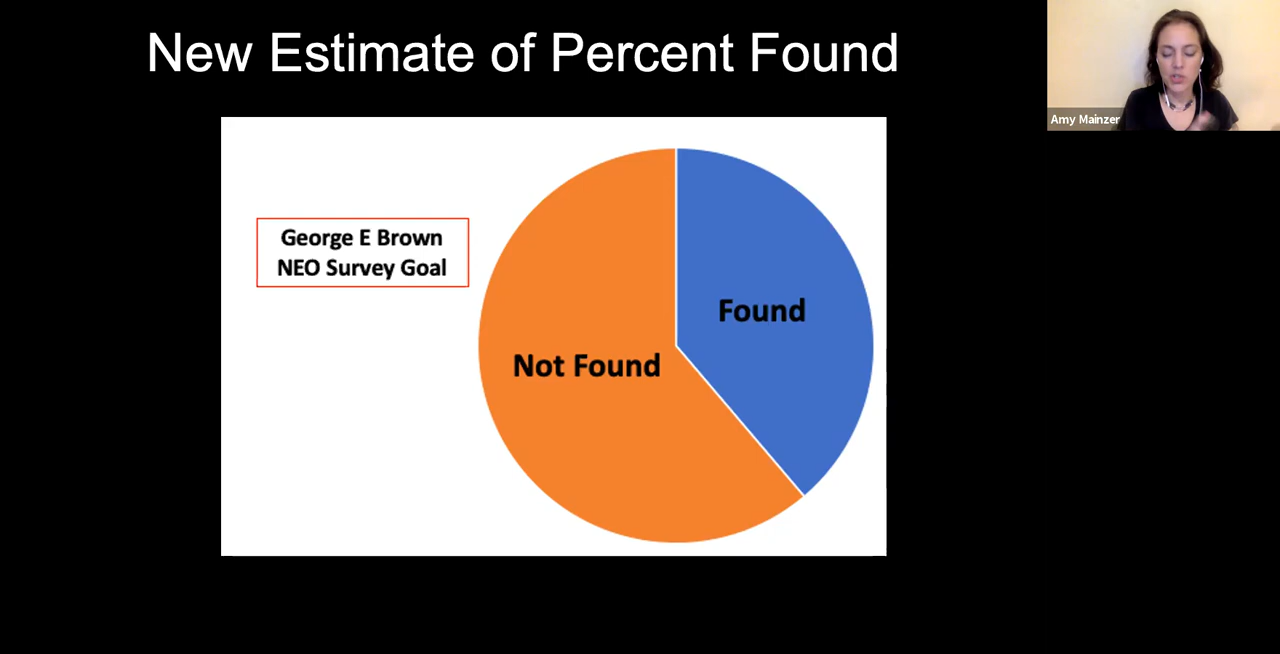 New Estimate of Percent Found
Amy Mainzer
George E Brown
NEO Survey Goal
Found
Not Found